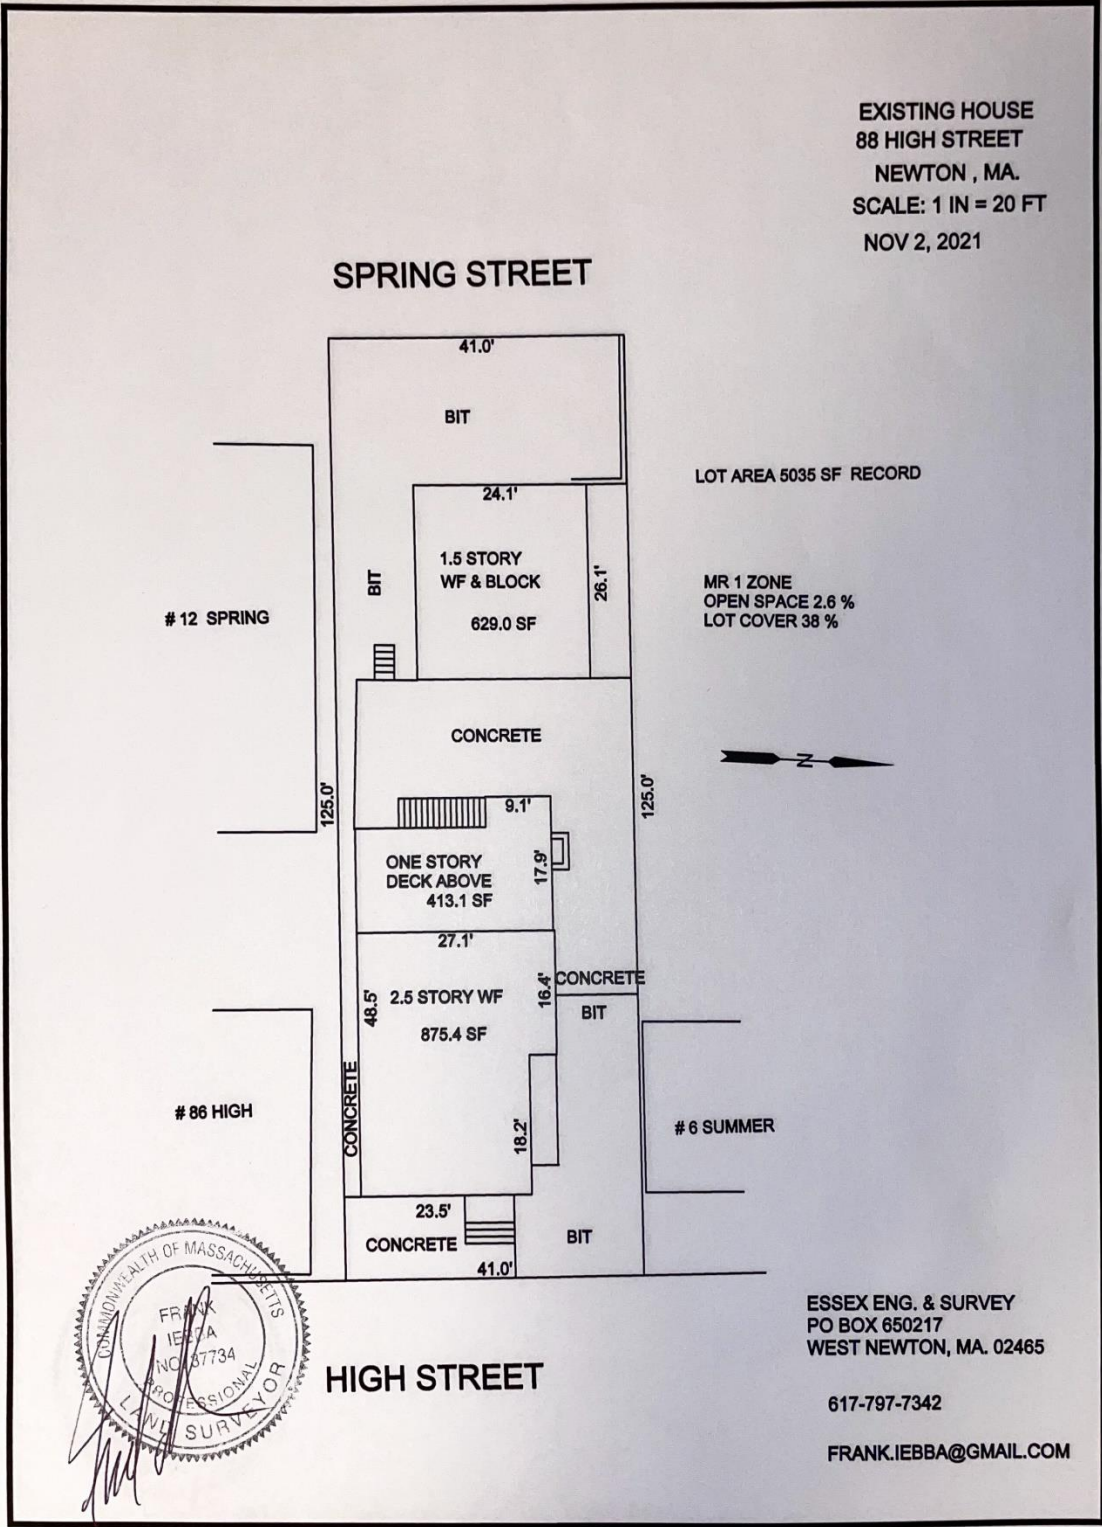 EXISTING HOUSE
88 HIGH STREET
NEWTON , MA.
SCALE: 1 IN = 20 FT
NOV 2, 2021
SPRING STREET
41.0'
BIT
LOT AREA 5035 SF RECORD
24.1'
1.5 STORY
WF & BLOCK
629.0 SF
BIT
26.1'
MR 1 ZONE
OPEN SPACE 2.6 %
LOT COVER 38 %
# 12 SPRING
CONCRETE
N
125.0'
125.0'
9.1'
ONE STORY
DECK ABOVE
413.1 SF
17.9'
27.1'
2.5 STORY WF
875.4 SF
48.5'
16.4'
CONCRETE
BIT
# 86 HIGH
CONCRETE
18.2'
# 6 SUMMER
23.5'
CONCRETE
BIT
41.0'
COMMONWEALTH OF MASSACHUSETTS
FRANK
IEBBA
NO. 37734
PROFESSIONAL
LAND SURVEYOR
HIGH STREET
ESSEX ENG. & SURVEY
PO BOX 650217
WEST NEWTON, MA. 02465
617-797-7342
FRANK.IEBBA@GMAIL.COM